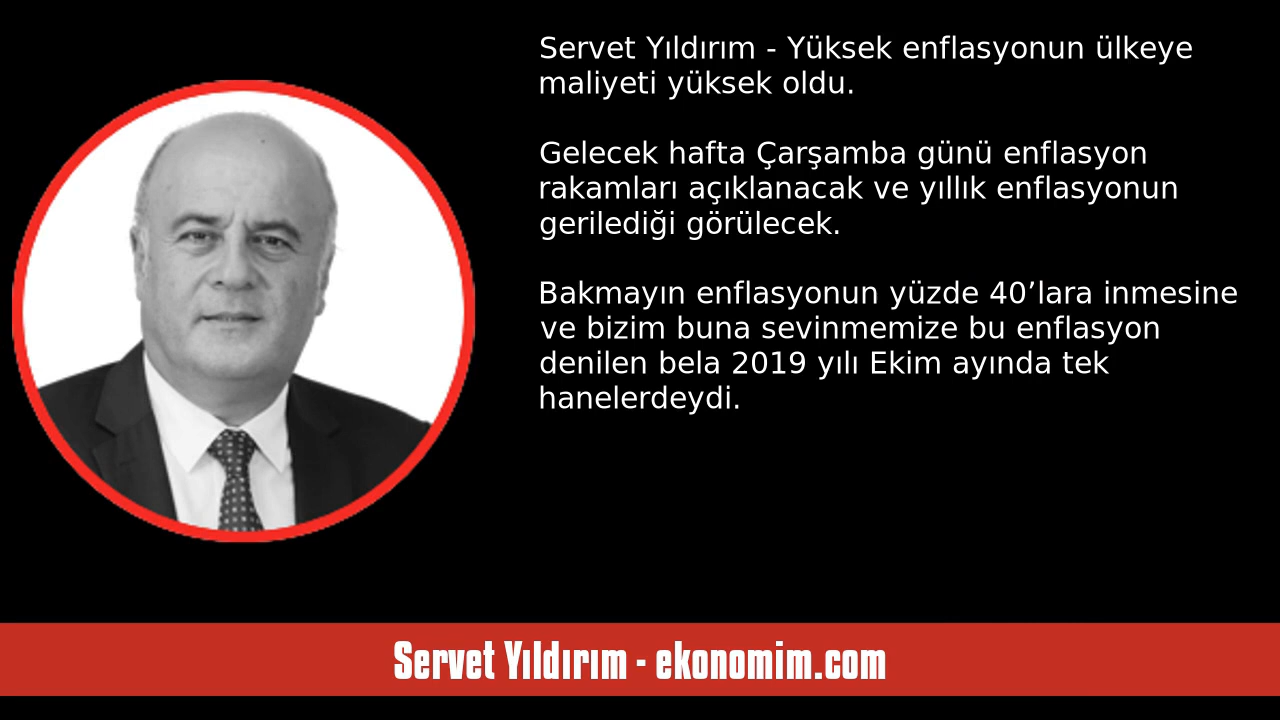 Servet Yıldırım - Yüksek enflasyonun ülkeye
maliyeti yüksek oldu.
Gelecek hafta Çarşamba günü enflasyon
rakamları açıklanacak ve yıllık enflasyonun
gerilediği görülecek.
Bakmayın enflasyonun yüzde 40’lara inmesine
ve bizim buna sevinmemize bu enflasyon
denilen bela 2019 yılı Ekim ayında tek
hanelerdeydi.
Servet Yıldırım - ekonomim.com